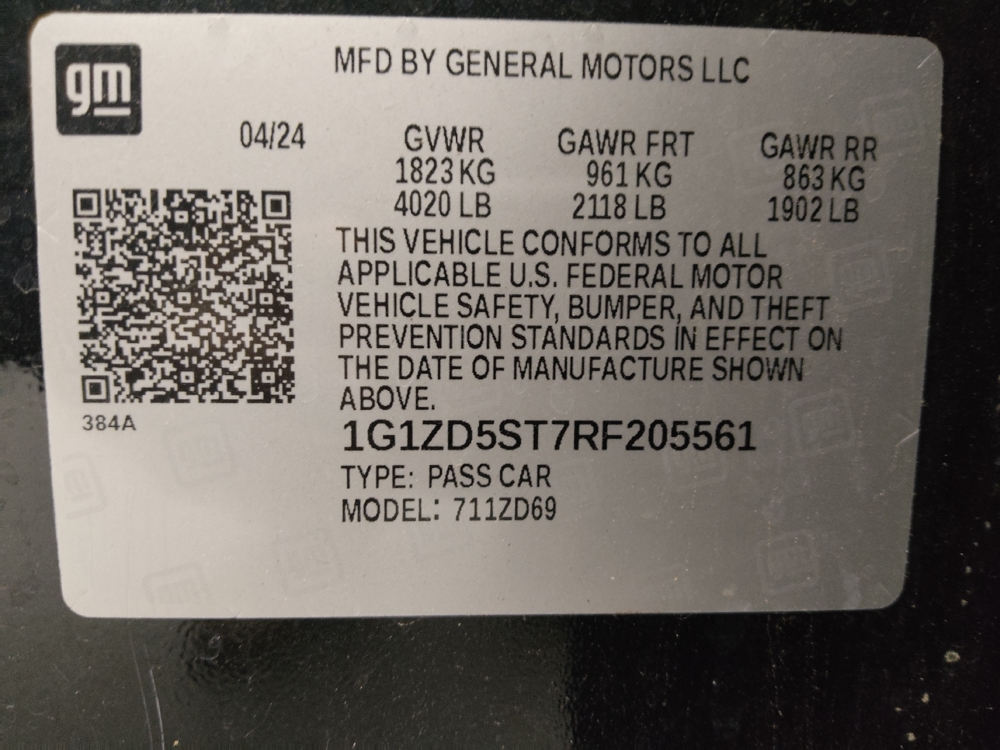 gm
MFD BY GENERAL MOTORS LLC
04/24
GVWR GAWR FRT GAWR RR
1823 KG 961 KG 863 KG
4020 LB 2118 LB 1902 LB
THIS VEHICLE CONFORMS TO ALL
APPLICABLE U.S. FEDERAL MOTOR
VEHICLE SAFETY, BUMPER, AND THEFT
PREVENTION STANDARDS IN EFFECT ON
THE DATE OF MANUFACTURE SHOWN
ABOVE.
384A
1G1ZD5ST7RF205561
TYPE: PASS CAR
MODEL: 711ZD69